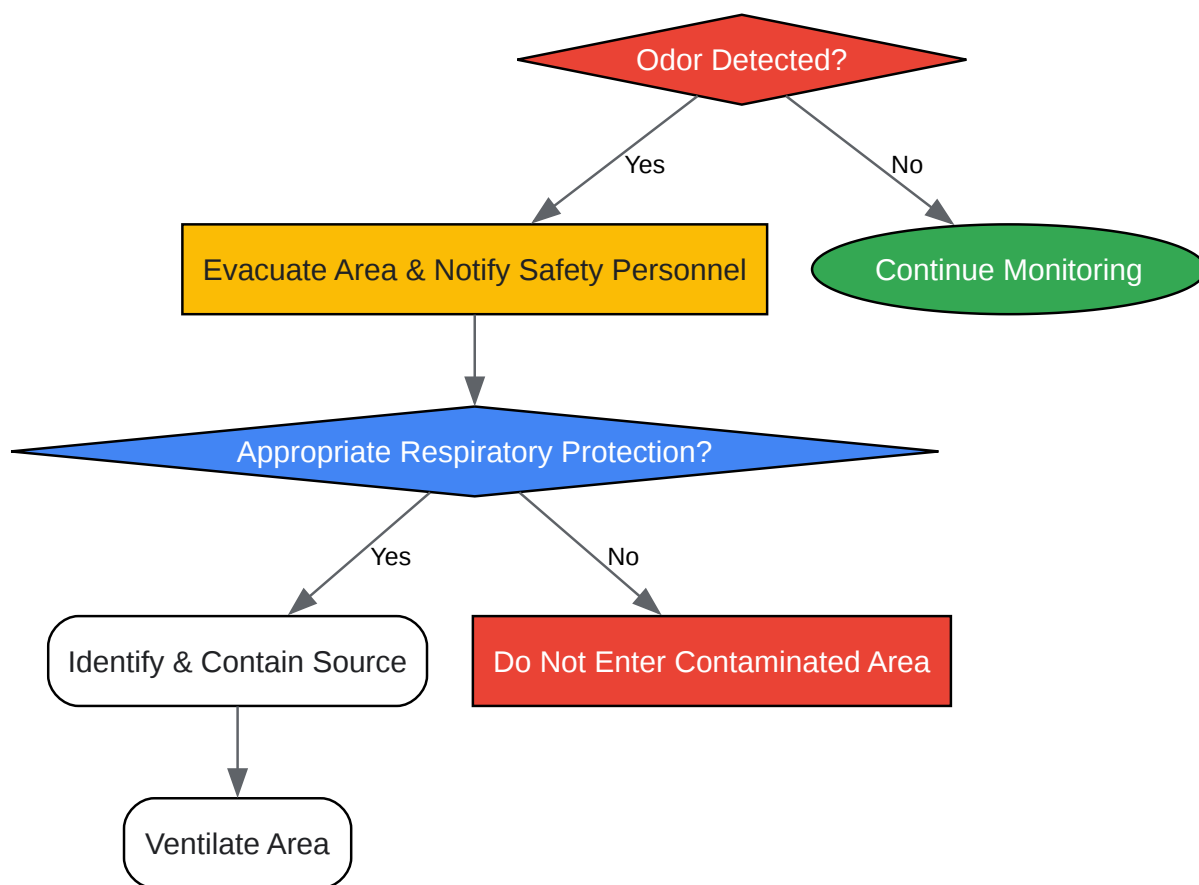 Odor Detected?
Yes
No
Evacuate Area & Notify Safety Personnel
Continue Monitoring
Appropriate Respiratory Protection?
Yes
No
Identify & Contain Source
Do Not Enter Contaminated Area
Ventilate Area